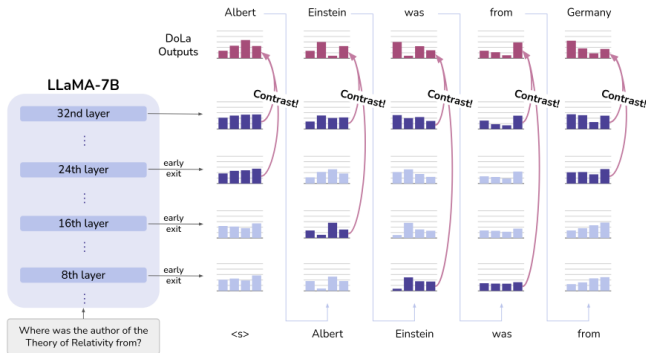 Albert Einstein was from Germany
DoLa
Outputs
LLaMA-7B
Contrast! Contrast! Contrast! Contrast! Contrast!
32nd layer
⋮
24th layer
early
exit
⋮
16th layer
early
exit
⋮
8th layer
early
exit
⋮
Where was the author of the
Theory of Relativity from?
<s> Albert Einstein was from